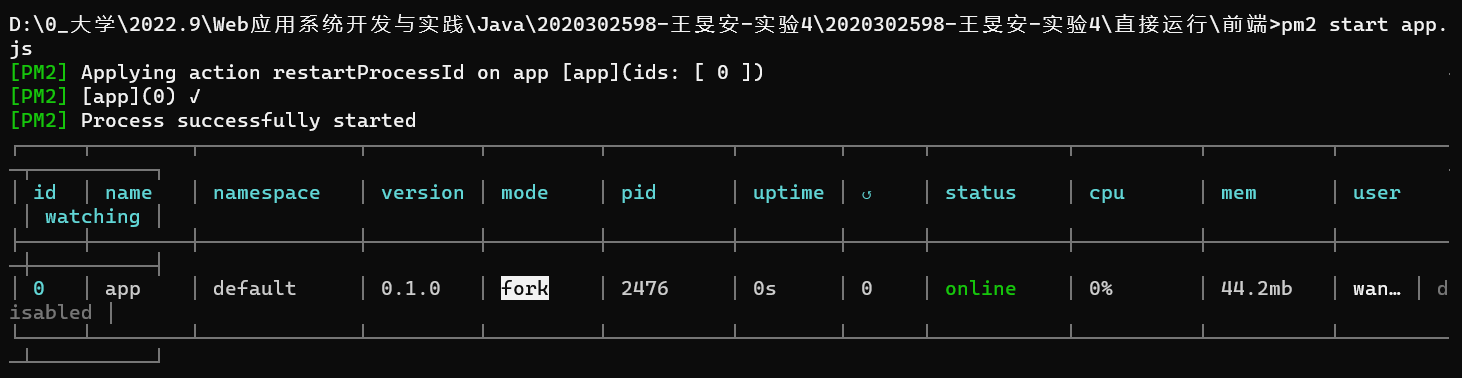 D:\0_大学\2022.9\Web应用系统开发与实践\Java\2020302598-王旻安-实验4\2020302598-王旻安-实验4\直接运行\前端>pm2 start app.
js
[PM2] Applying action restartProcessId on app [app](ids: [ 0 ])
[PM2] [app](0) ✓
[PM2] Process successfully started
│ id │ name │ namespace │ version │ mode │ pid │ uptime │ ↺ │ status │ cpu │ mem │ user
│ watching │
│ 0 │ app │ default │ 0.1.0 │ fork │ 2476 │ 0s │ 0 │ online │ 0% │ 44.2mb │ wan… │ d
isabled │